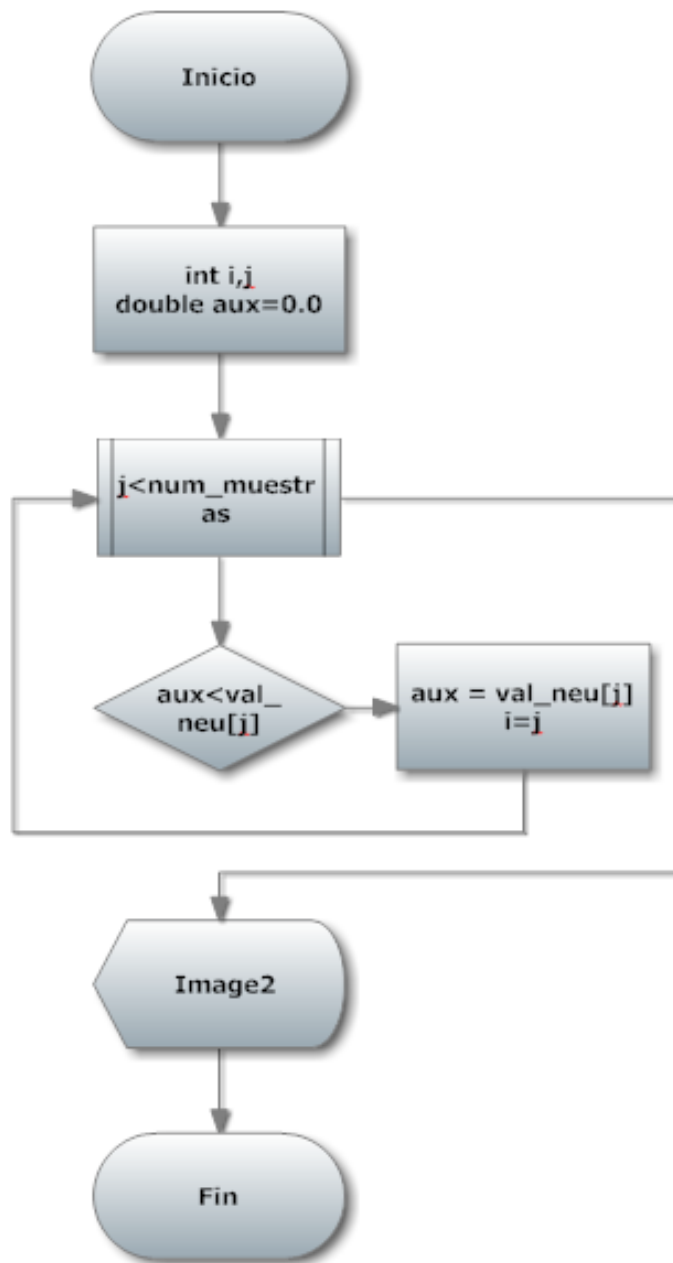 Inicio
int i,j
double aux=0.0
j<num_muestr
as
aux<val_
neu[j]
aux = val_neu[j]
i=j
Image2
Fin